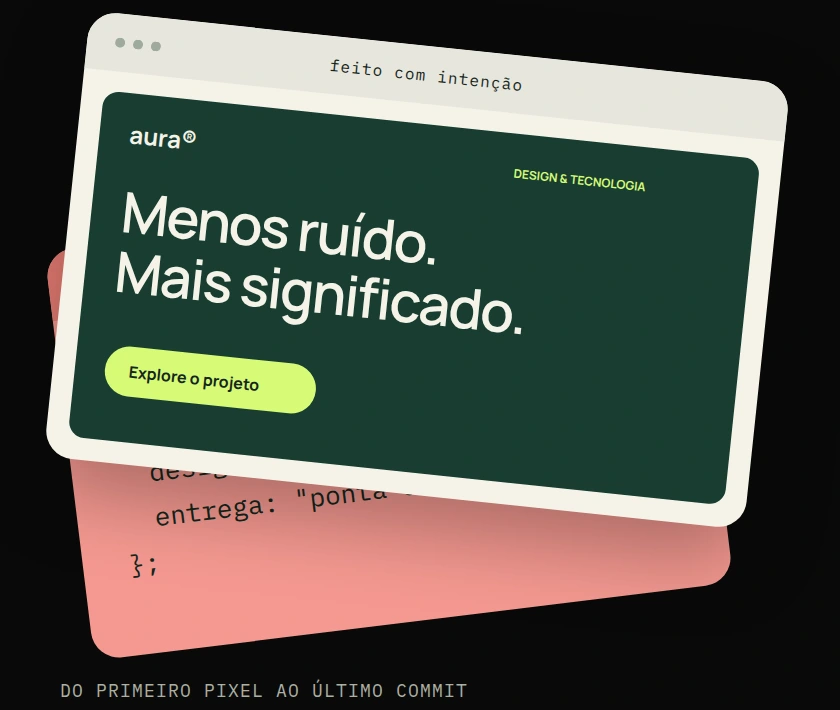 feito com intenção
aura®
DESIGN & TECNOLOGIA
Menos ruído.
Mais significado.
Explore o projeto
entrega: "ponta
};
DO PRIMEIRO PIXEL AO ÚLTIMO COMMIT